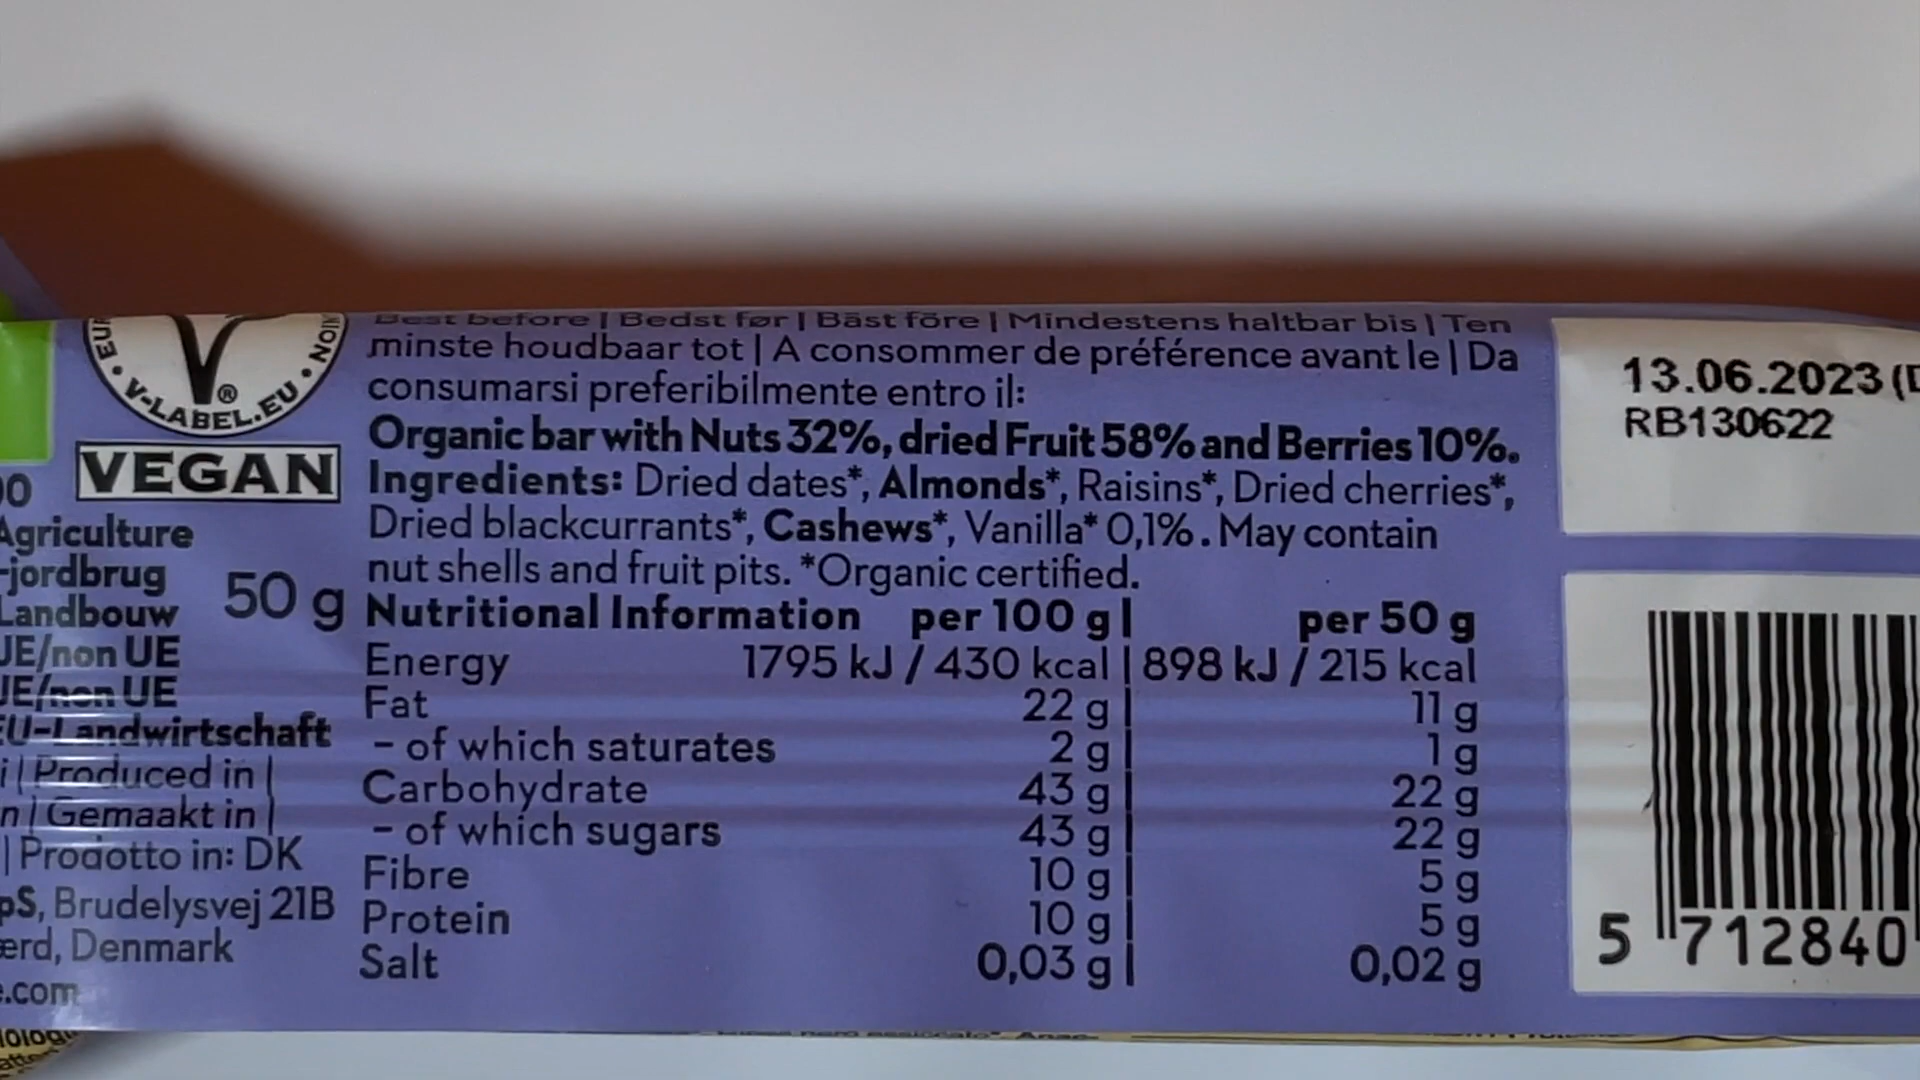 V-LABEL.EU
VEGAN
Agriculture
jordbrug
Landbouw
UE/non UE
UE/non UE
EU-Landwirtschaft
Produced in |
Gemaakt in |
| Prodotto in: DK
Brudelysvej 21B
Denmark
.com
50 g
Best before | Bedst før | Bäst före | Mindestens haltbar bis | Ten
minste houdbaar tot | A consommer de préférence avant le | Da
consumarsi preferibilmente entro il:
Organic bar with Nuts 32%, dried Fruit 58% and Berries 10%.
Ingredients: Dried dates*, Almonds*, Raisins*, Dried cherries*,
Dried blackcurrants*, Cashews*, Vanilla* 0,1%. May contain
nut shells and fruit pits. *Organic certified.
Nutritional Information per 100 g | per 50 g
Energy 1795 kJ / 430 kcal | 898 kJ / 215 kcal
Fat 22 g | 11 g
- of which saturates 2 g | 1 g
Carbohydrate 43 g | 22 g
- of which sugars 43 g | 22 g
Fibre 10 g | 5 g
Protein 10 g | 5 g
Salt 0,03 g | 0,02 g
13.06.2023
RB130622
5 712840